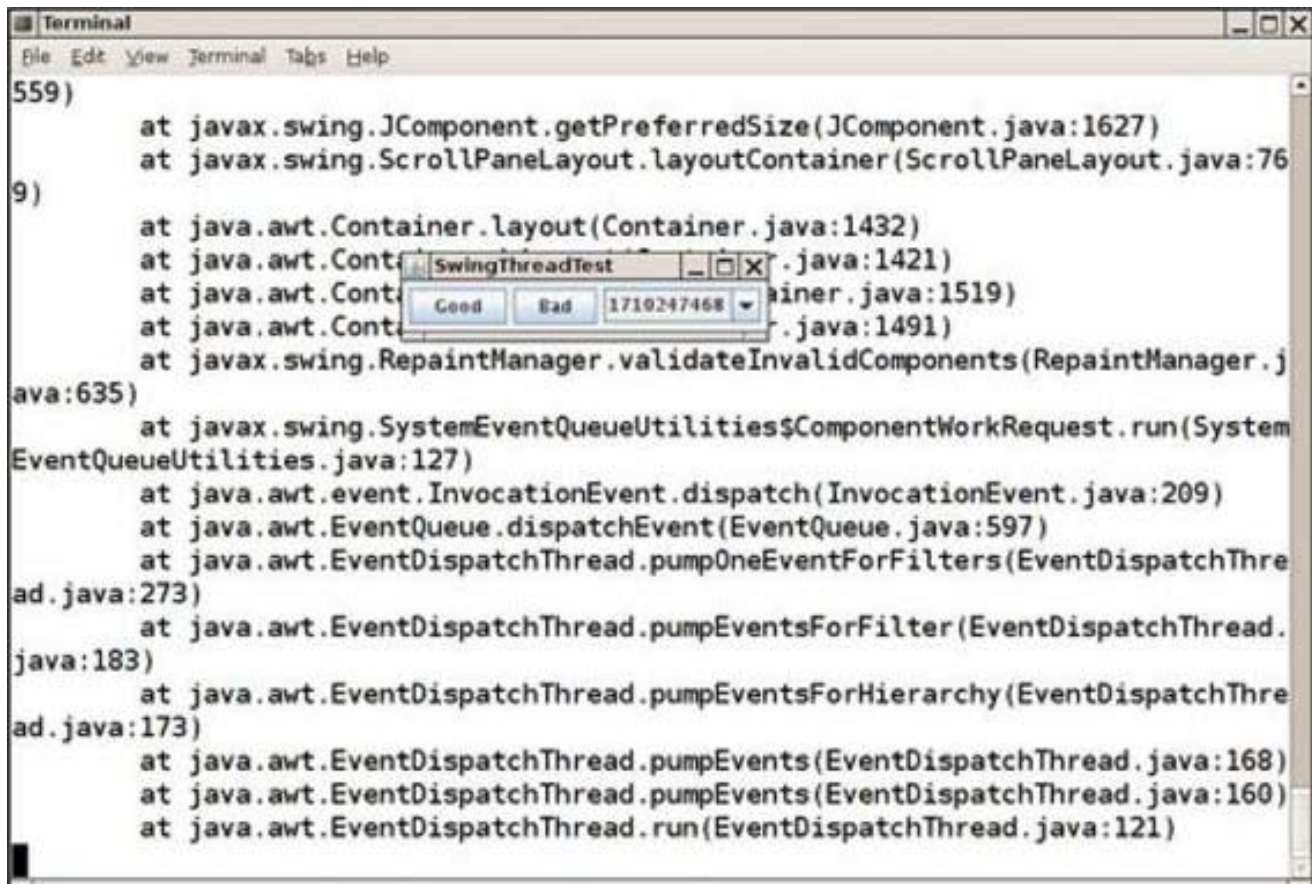 Terminal
File Edit View Terminal Tabs Help
559)
at javax.swing.JComponent.getPreferredSize(JComponent.java:1627)
at javax.swing.ScrollPaneLayout.layoutContainer(ScrollPaneLayout.java:76
9)
at java.awt.Container.layout(Container.java:1432)
at java.awt.Conta r.java:1421)
at java.awt.Conta ainer.java:1519)
at java.awt.Conta r.java:1491)
SwingThreadTest
Good Bad 1710247468
at javax.swing.RepaintManager.validateInvalidComponents(RepaintManager.j
ava:635)
at javax.swing.SystemEventQueueUtilities$ComponentWorkRequest.run(System
EventQueueUtilities.java:127)
at java.awt.event.InvocationEvent.dispatch(InvocationEvent.java:209)
at java.awt.EventQueue.dispatchEvent(EventQueue.java:597)
at java.awt.EventDispatchThread.pumpOneEventForFilters(EventDispatchThre
ad.java:273)
at java.awt.EventDispatchThread.pumpEventsForFilter(EventDispatchThread.
java:183)
at java.awt.EventDispatchThread.pumpEventsForHierarchy(EventDispatchThre
ad.java:173)
at java.awt.EventDispatchThread.pumpEvents(EventDispatchThread.java:168)
at java.awt.EventDispatchThread.pumpEvents(EventDispatchThread.java:160)
at java.awt.EventDispatchThread.run(EventDispatchThread.java:121)